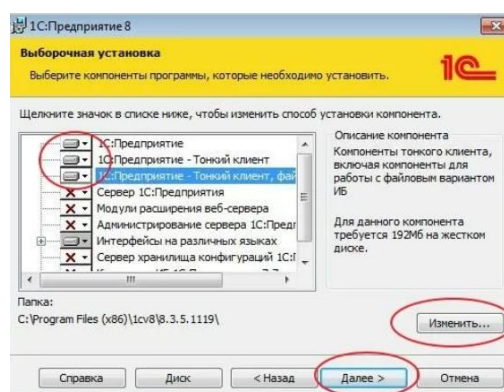 1С:Предприятие 8
Выборочная установка
Выберите компоненты программы, которые необходимо установить.
1С
Щелкните значок в списке ниже, чтобы изменить способ установки компонента.
1С:Предприятие
1С:Предприятие - Тонкий клиент
1С:Предприятие - Тонкий клиент, фай
Сервер 1С:Предприятия
Модули расширения веб-сервера
Администрирование сервера 1С:Предп
Интерфейсы на различных языках
Сервер хранилища конфигураций 1С:П
Описание компонента
Компоненты тонкого клиента,
включая компоненты для
работы с файловым вариантом
ИБ
Для данного компонента
требуется 192Мб на жестком
диске.
Папка:
C:\Program Files (x86)\1cv8\8.3.5.1119\
Изменить...
Справка
Диск
< Назад
Далее >
Отмена